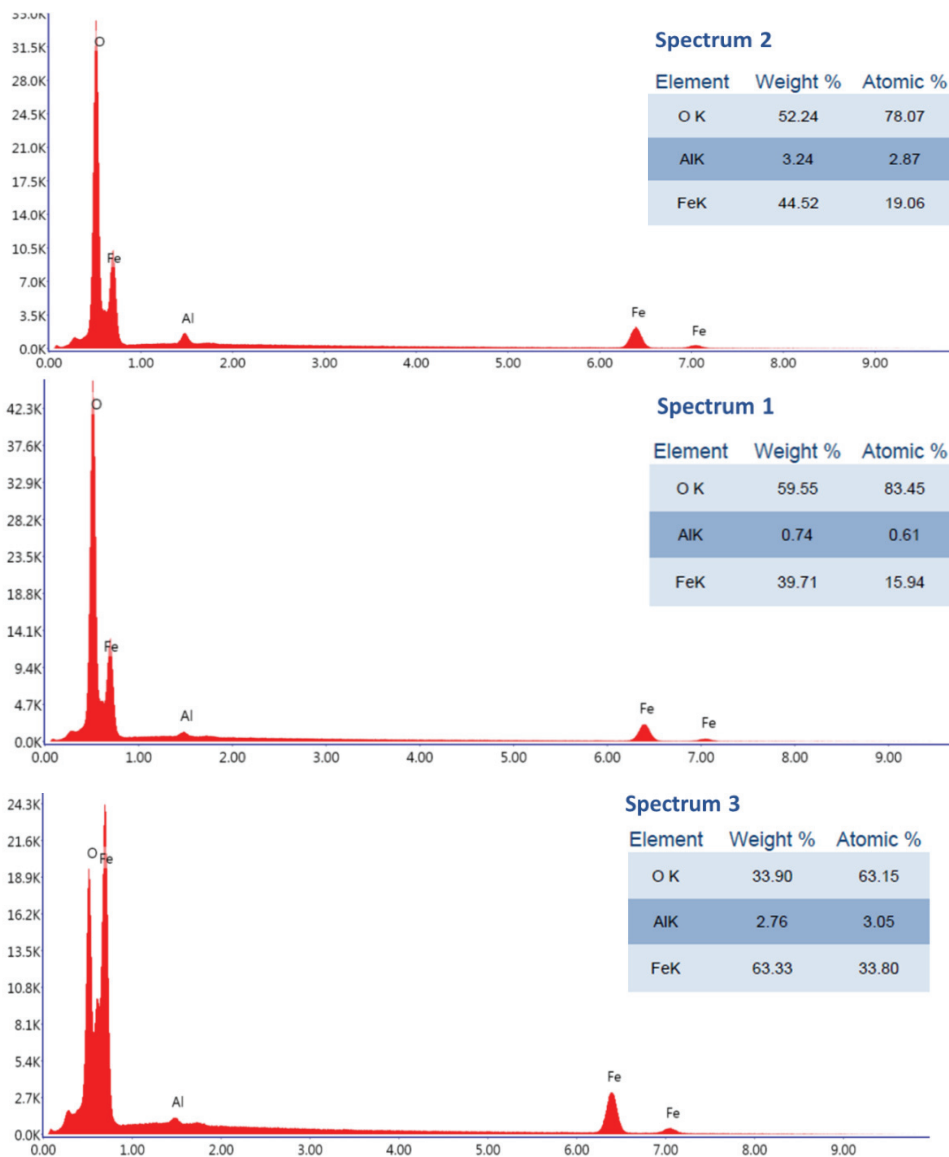 35.0K
O
31.5K
28.0K
24.5K
21.0K
17.5K
14.0K
10.5K
Fe
7.0K
3.5K
Al
Fe
Fe
0.0K
0.00 1.00 2.00 3.00 4.00 5.00 6.00 7.00 8.00 9.00
Spectrum 2
Element Weight % Atomic %
O K 52.24 78.07
AlK 3.24 2.87
FeK 44.52 19.06
42.3K
O
37.6K
32.9K
28.2K
23.5K
18.8K
14.1K
Fe
9.4K
4.7K
Al
Fe
Fe
0.0K
0.00 1.00 2.00 3.00 4.00 5.00 6.00 7.00 8.00 9.00
Spectrum 1
Element Weight % Atomic %
O K 59.55 83.45
AlK 0.74 0.61
FeK 39.71 15.94
24.3K
21.6K
O
Fe
18.9K
16.2K
13.5K
10.8K
8.1K
5.4K
2.7K
Al
Fe
Fe
0.0K
0.00 1.00 2.00 3.00 4.00 5.00 6.00 7.00 8.00 9.00
Spectrum 3
Element Weight % Atomic %
O K 33.90 63.15
AlK 2.76 3.05
FeK 63.33 33.80